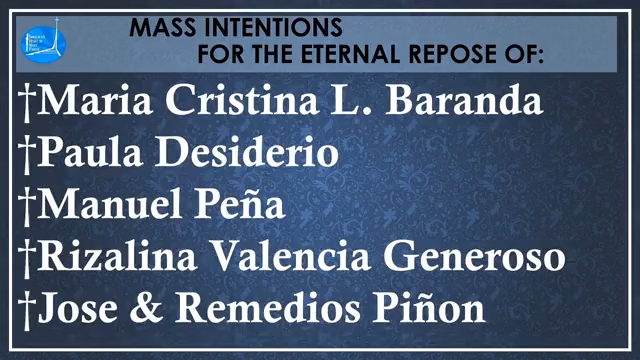 MASS INTENTIONS
FOR THE ETERNAL REPOSE OF:
†Maria Cristina L. Baranda
†Paula Desiderio
†Manuel Peña
†Rizalina Valencia Generoso
†Jose & Remedios Piñon